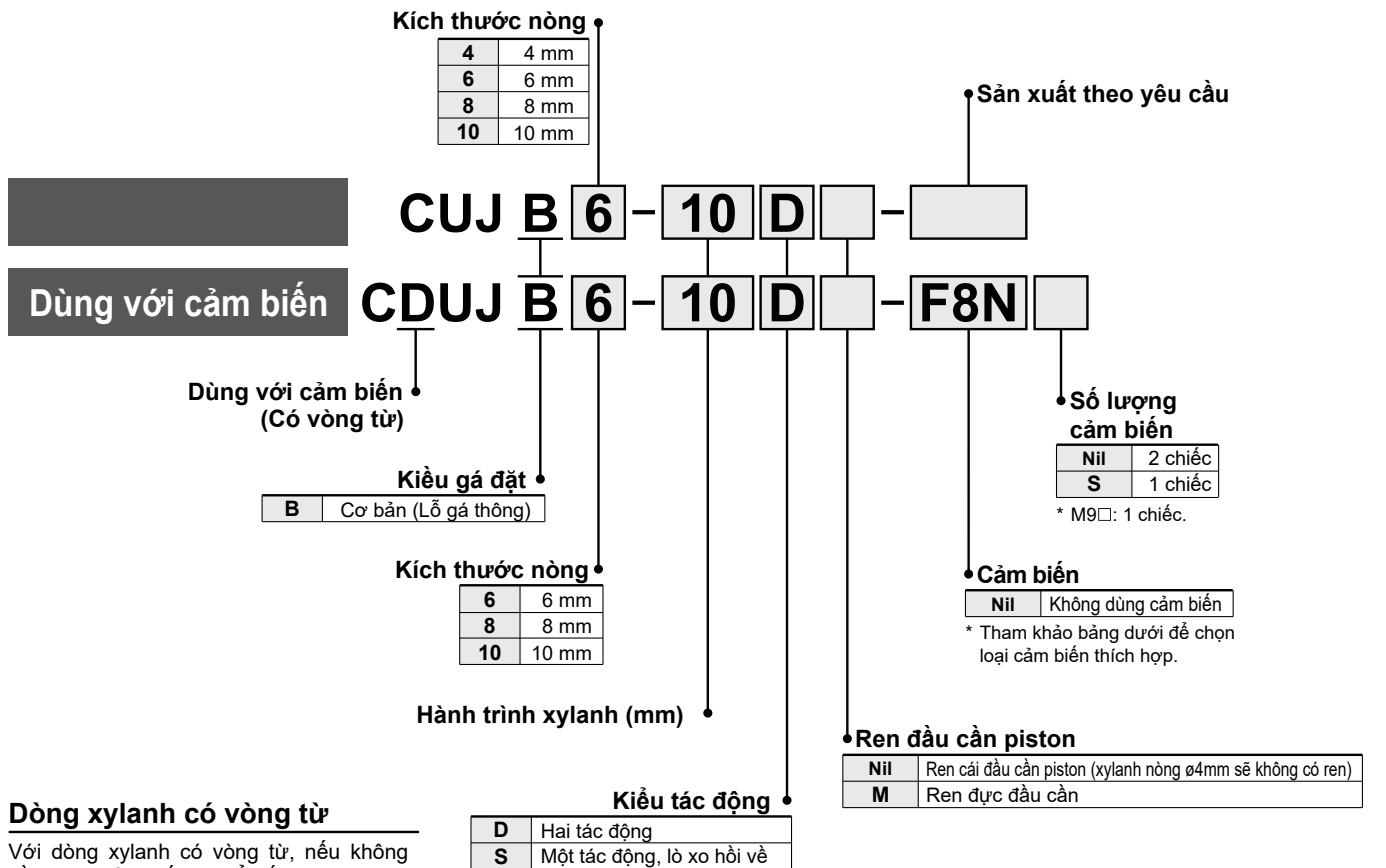 Kích thước nòng
4 4 mm
6 6 mm
8 8 mm
10 10 mm
Sản xuất theo yêu cầu
CUJ B 6 - 10 D -
Dùng với cảm biến CDUJ B 6 - 10 D - F8N
Dùng với cảm biến
(Có vòng từ)
Số lượng
cảm biến
Nil 2 chiếc
S 1 chiếc
* M9□: 1 chiếc.
Kiều gá đặt
B Cơ bản (Lỗ gá thông)
Kích thước nòng
6 6 mm
8 8 mm
10 10 mm
Cảm biến
Nil Không dùng cảm biến
* Tham khảo bảng dưới để chọn
loại cảm biến thích hợp.
Hành trình xylanh (mm)
Ren đầu cần piston
Nil Ren cái đầu cần piston (xylanh nòng ø4mm sẽ không có ren)
M Ren đực đầu cần
Kiểu tác động
D Hai tác động
S Một tác động, lò xo hồi về
Dòng xylanh có vòng từ
Với dòng xylanh có vòng từ, nếu không